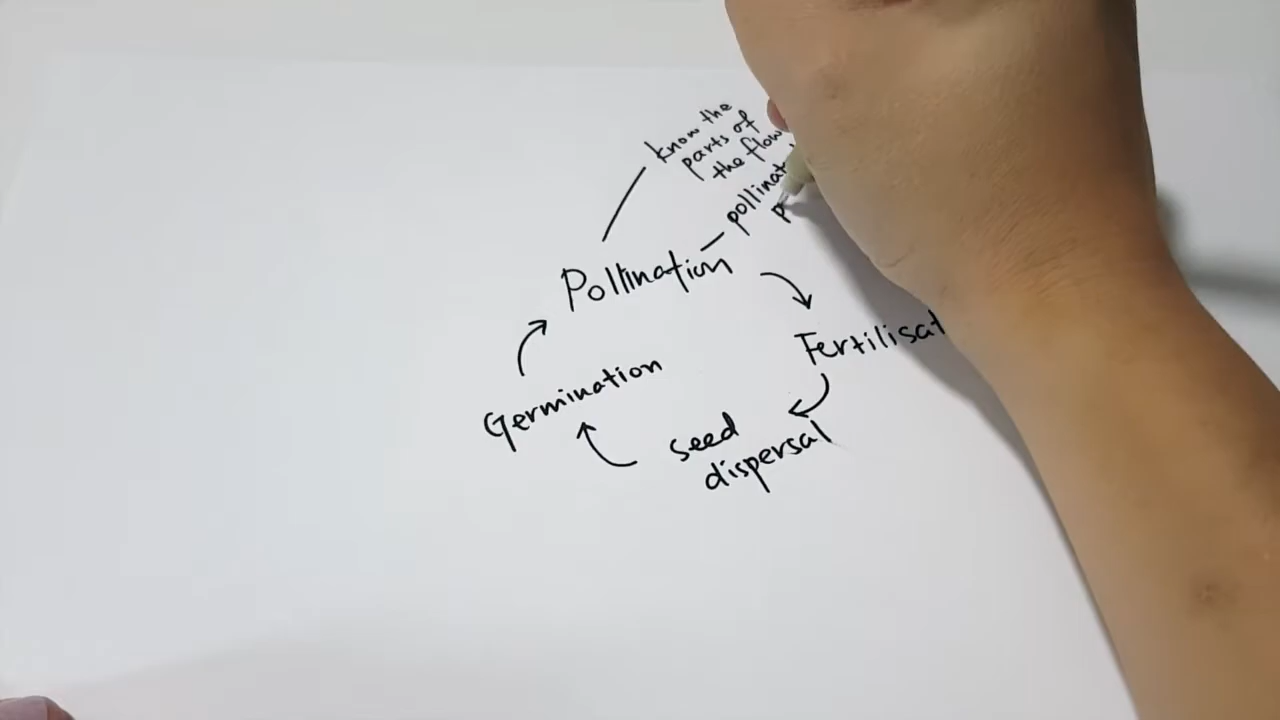 know the
parts of
the flow
pollinat
p
Pollination
Fertilisat
Germination
seed
dispersal